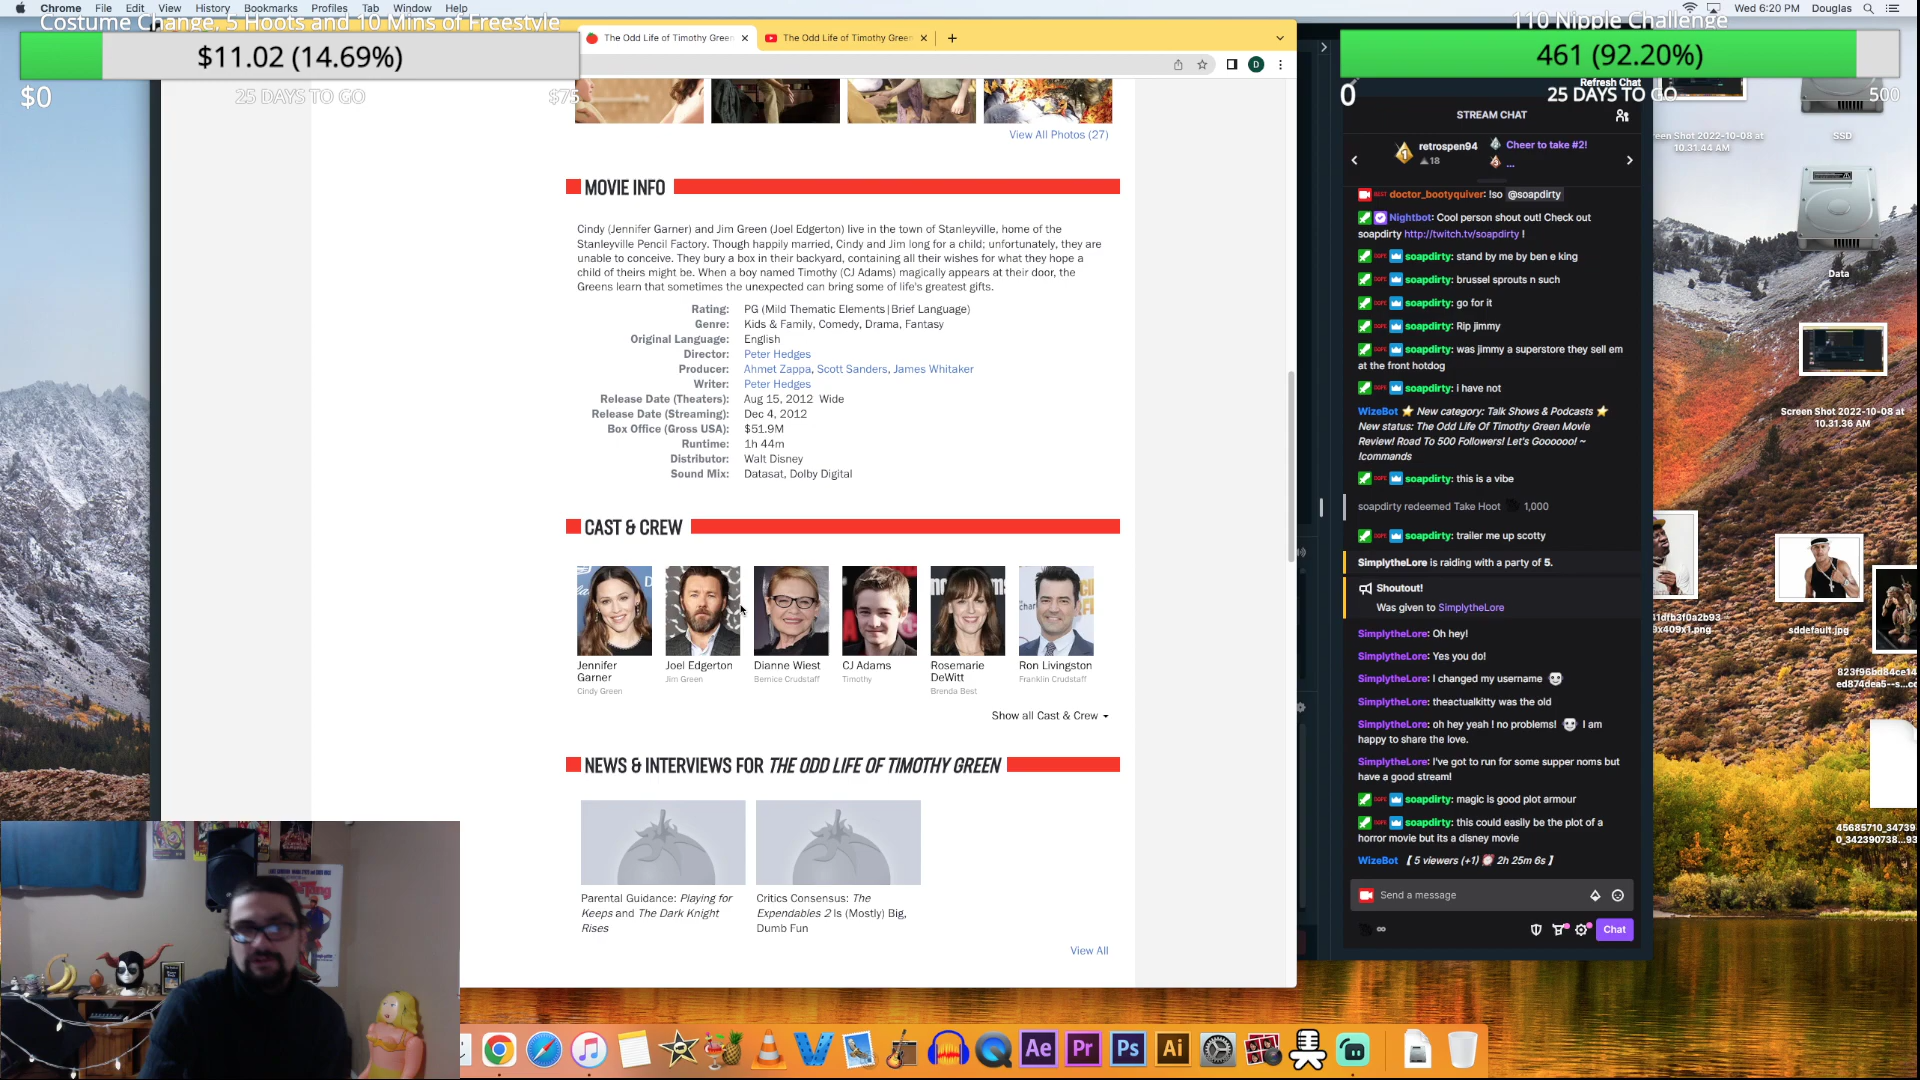 Chrome File Edit View History Bookmarks Profiles Tab Window Help
Wed 6:20 PM Douglas
Costume Change, 5 Hoots and 10 Mins of Freestyle
$11.02 (14.69%)
$0
25 DAYS TO GO
$75
110 Nipple Challenge
461 (92.20%)
0
25 DAYS TO GO
500
The Odd Life of Timothy Green
The Odd Life of Timothy Green
View All Photos (27)
MOVIE INFO
Cindy (Jennifer Garner) and Jim Green (Joel Edgerton) live in the town of Stanleyville, home of the
Stanleyville Pencil Factory. Though happily married, Cindy and Jim long for a child; unfortunately, they are
unable to conceive. They bury a box in their backyard, containing all their wishes for what they hope a
child of theirs might be. When a boy named Timothy (CJ Adams) magically appears at their door, the
Greens learn that sometimes the unexpected can bring some of life's greatest gifts.
Rating: PG (Mild Thematic Elements|Brief Language)
Genre: Kids & Family, Comedy, Drama, Fantasy
Original Language: English
Director: Peter Hedges
Producer: Ahmet Zappa, Scott Sanders, James Whitaker
Writer: Peter Hedges
Release Date (Theaters): Aug 15, 2012 Wide
Release Date (Streaming): Dec 4, 2012
Box Office (Gross USA): $51.9M
Runtime: 1h 44m
Distributor: Walt Disney
Sound Mix: Datasat, Dolby Digital
CAST & CREW
Jennifer
Garner
Cindy Green
Joel Edgerton
Jim Green
Dianne Wiest
Bernice Crudstaff
CJ Adams
Timothy
Rosemarie
DeWitt
Brenda Best
Ron Livingston
Franklin Crudstaff
Show all Cast & Crew
NEWS & INTERVIEWS FOR THE ODD LIFE OF TIMOTHY GREEN
Parental Guidance: Playing for
Keeps and The Dark Knight
Rises
Critics Consensus: The
Expendables 2 Is (Mostly) Big,
Dumb Fun
View All
Refresh Chat
STREAM CHAT
retrospen94
18
Cheer to take #2!
...
doctor_bootyquiver: !so @soapdirty
Nightbot: Cool person shout out! Check out
soapdirty http://twitch.tv/soapdirty !
soapdirty: stand by me by ben e king
soapdirty: brussel sprouts n such
soapdirty: go for it
soapdirty: Rip jimmy
soapdirty: was jimmy a superstore they sell em
at the front hotdog
soapdirty: i have not
WizeBot ⭐ New category: Talk Shows & Podcasts ⭐
New status: The Odd Life Of Timothy Green Movie
Review! Road To 500 Followers! Let's Goooooo! ~
!commands
soapdirty: this is a vibe
soapdirty redeemed Take Hoot 1,000
soapdirty: trailer me up scotty
SimplytheLore is raiding with a party of 5.
Shoutout!
Was given to SimplytheLore
SimplytheLore: Oh hey!
SimplytheLore: Yes you do!
SimplytheLore: I changed my username
SimplytheLore: theactualkitty was the old
SimplytheLore: oh hey yeah ! no problems! I am
happy to share the love.
SimplytheLore: I've got to run for some supper noms but
have a good stream!
soapdirty: magic is good plot armour
soapdirty: this could easily be the plot of a
horror movie but its a disney movie
WizeBot 【 5 viewers (+1) ⏰ 2h 25m 6s 】
Send a message
Chat
een Shot 2022-10-08 at
10.31.44 AM
SSD
Data
Screen Shot 2022-10-08 at
10.31.36 AM
9x409x1.png
sddefault.jpg
ed874dea5--s...cc
45685710_34739
0_342390738...93
Ae Pr Ps Ai